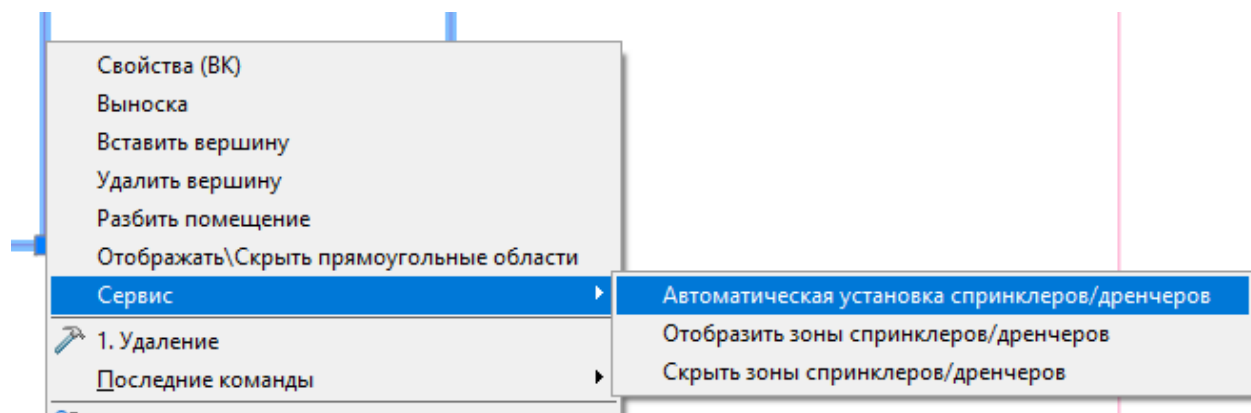 Свойства (ВК)
Выноска
Вставить вершину
Удалить вершину
Разбить помещение
Отображать\Скрыть прямоугольные области
Сервис
Автоматическая установка спринклеров/дренчеров
Отобразить зоны спринклеров/дренчеров
Скрыть зоны спринклеров/дренчеров
1. Удаление
Последние команды